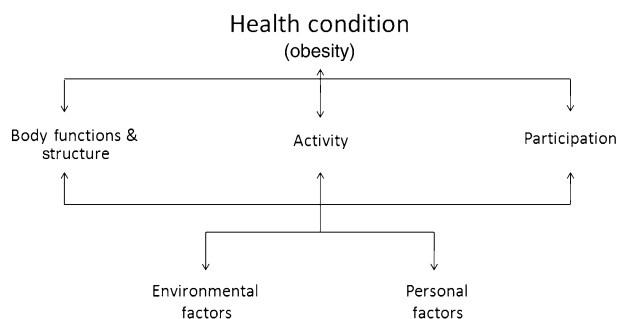 Health condition
(obesity)
Body functions &
structure
Activity
Participation
Environmental
factors
Personal
factors